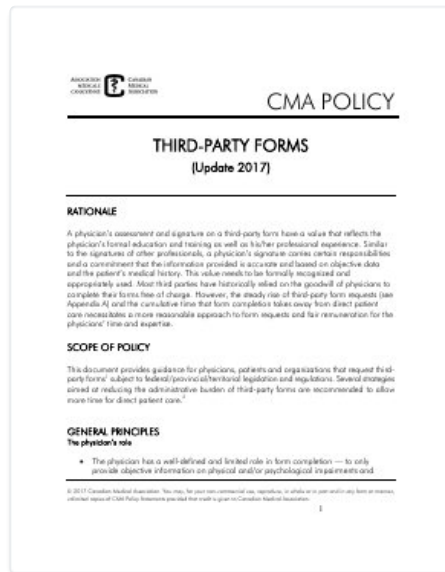 ASSOCIATION MÉDICALE CANADIENNE
CANADIAN MEDICAL ASSOCIATION
CMA POLICY
THIRD-PARTY FORMS
(Update 2017)
RATIONALE
A physician's assessment and signature on a third-party form have a value that reflects the
physician's formal education and training as well as his/her professional experience. Similar
to the signatures of other professionals, a physician's signature carries certain responsibilities
and a commitment that the information provided is accurate and based on objective data
and the patient's medical history. This value needs to be formally recognized and
appropriately used. Most third parties have historically relied on the goodwill of physicians to
complete their forms free of charge. However, the steady rise of third-party form requests (see
Appendix A) and the cumulative time that form completion takes away from direct patient
care necessitates a more reasonable approach to form requests and fair remuneration for the
physicians' time and expertise.
SCOPE OF POLICY
This document provides guidance for physicians, patients and organizations that request third-
party forms¹ subject to federal/provincial/territorial legislation and regulations. Several strategies
aimed at reducing the administrative burden of third-party forms are recommended to allow
more time for direct patient care.²
GENERAL PRINCIPLES
The physician's role
• The physician has a well-defined and limited role in form completion — to only
provide objective information on physical and/or psychological impairments and
© 2017 Canadian Medical Association. You may, for your non-commercial use, reproduce, in whole or in part and in any form or manner,
unlimited copies of CMA Policy Statements provided that credit is given to Canadian Medical Association.
1